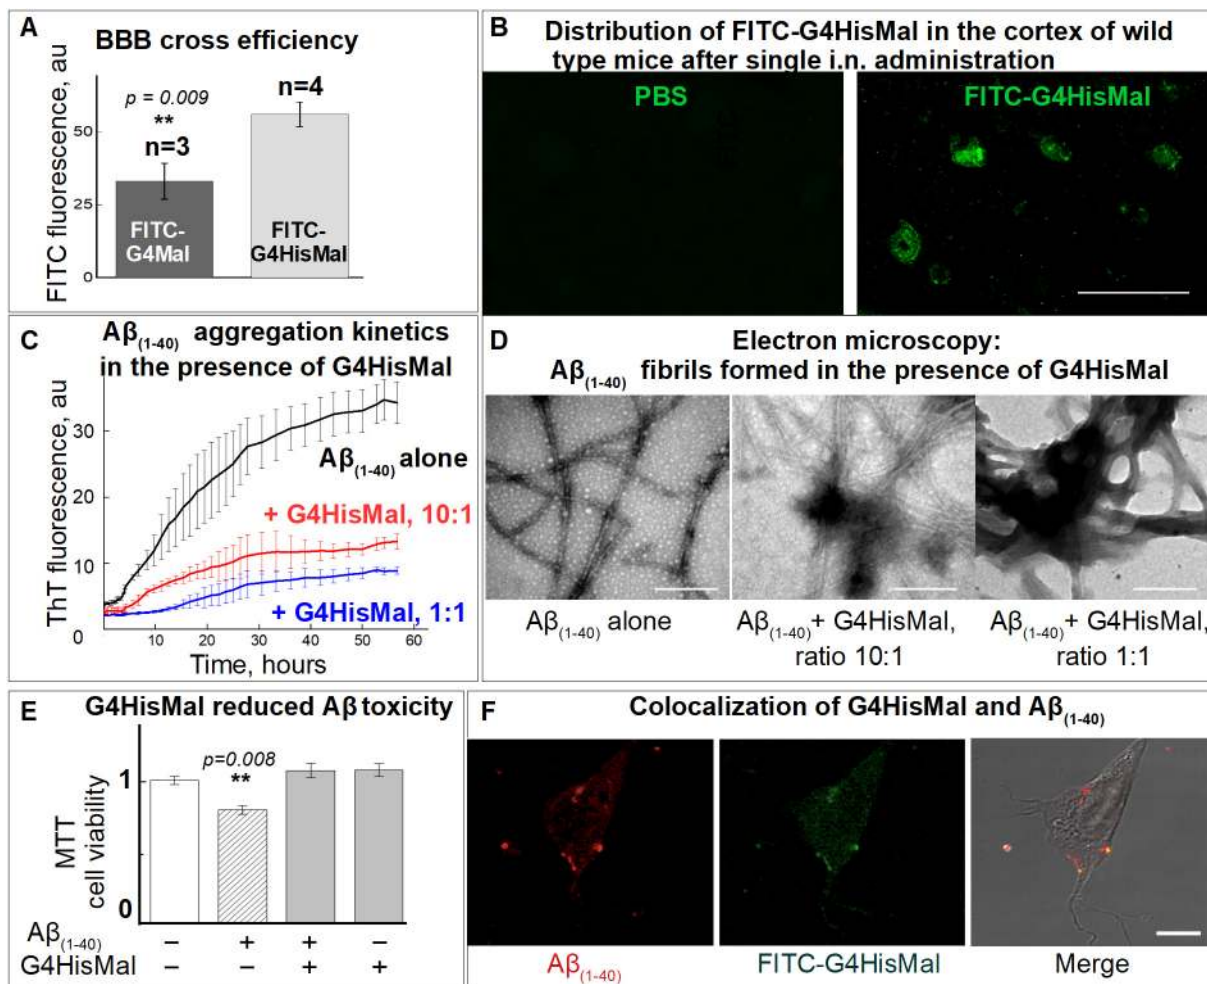 A
BBB cross efficiency
FITC fluorescence, au
50
25
0
p = 0.009
**
n=3
n=4
FITC-
G4Mal
FITC-
G4HisMal
B
Distribution of FITC-G4HisMal in the cortex of wild
type mice after single i.n. administration
PBS
FITC-G4HisMal
C
Aβ(1-40) aggregation kinetics
in the presence of G4HisMal
ThT fluorescence, au
30
20
10
0
Aβ(1-40) alone
+ G4HisMal, 10:1
+ G4HisMal, 1:1
10 20 30 40 50 60
Time, hours
D
Electron microscopy:
Aβ(1-40) fibrils formed in the presence of G4HisMal
Aβ(1-40) alone
Aβ(1-40)+ G4HisMal,
ratio 10:1
Aβ(1-40)+ G4HisMal,
ratio 1:1
E
G4HisMal reduced Aβ toxicity
MTT
cell viability
1
0
p=0.008
**
Aβ(1-40) – + + –
G4HisMal – – + +
F
Colocalization of G4HisMal and Aβ(1-40)
Aβ(1-40)
FITC-G4HisMal
Merge